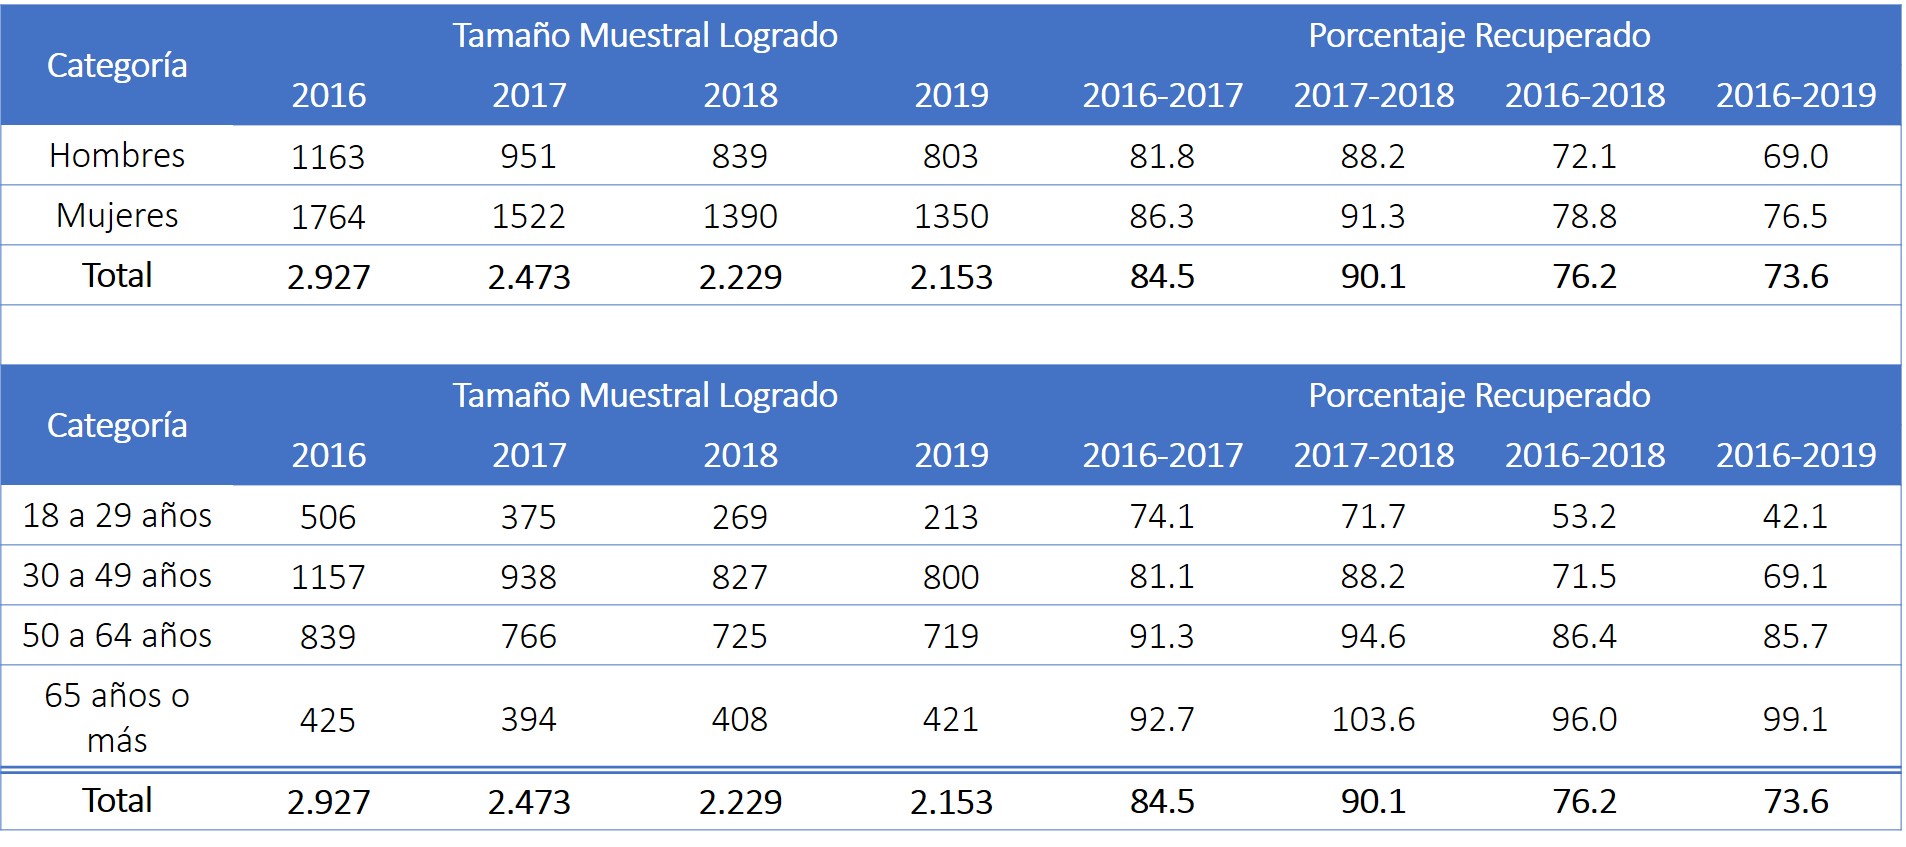 Categoría Tamaño Muestral Logrado Porcentaje Recuperado
2016 2017 2018 2019 2016-2017 2017-2018 2016-2018 2016-2019
Hombres 1163 951 839 803 81.8 88.2 72.1 69.0
Mujeres 1764 1522 1390 1350 86.3 91.3 78.8 76.5
Total 2.927 2.473 2.229 2.153 84.5 90.1 76.2 73.6
Categoría Tamaño Muestral Logrado Porcentaje Recuperado
2016 2017 2018 2019 2016-2017 2017-2018 2016-2018 2016-2019
18 a 29 años 506 375 269 213 74.1 71.7 53.2 42.1
30 a 49 años 1157 938 827 800 81.1 88.2 71.5 69.1
50 a 64 años 839 766 725 719 91.3 94.6 86.4 85.7
65 años o
más 425 394 408 421 92.7 103.6 96.0 99.1
Total 2.927 2.473 2.229 2.153 84.5 90.1 76.2 73.6